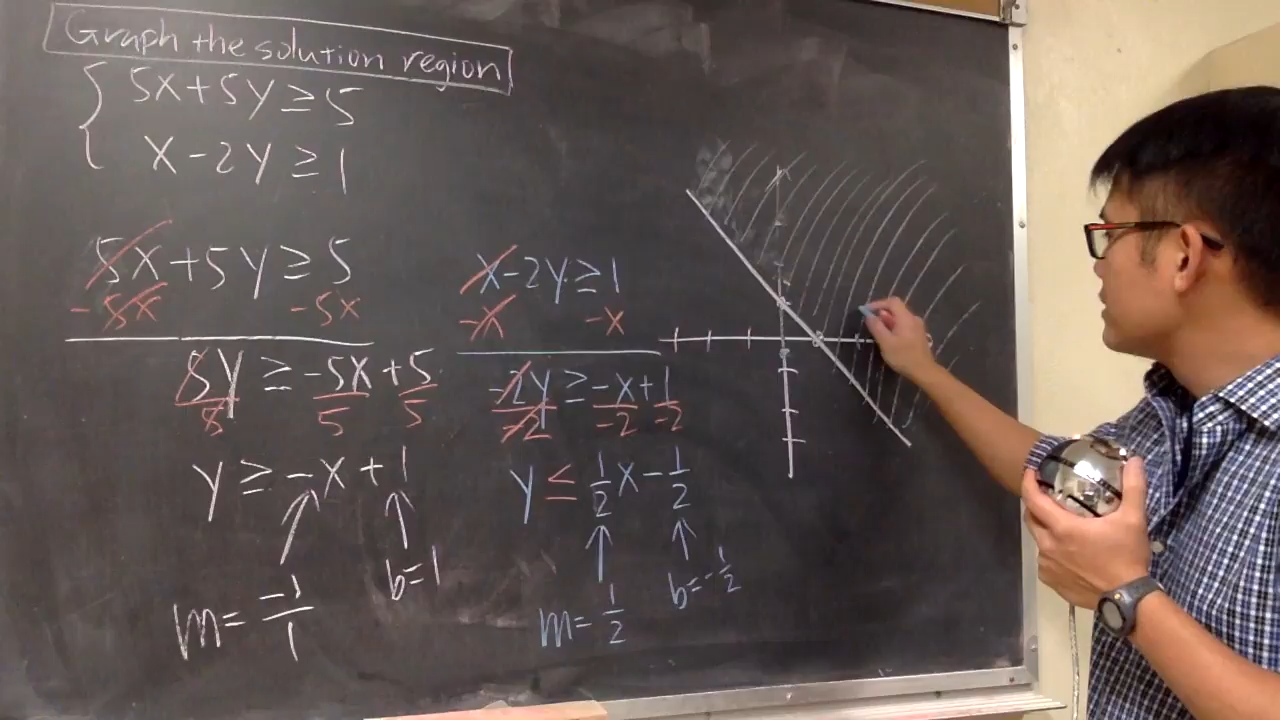 Graph the solution region
{ 5x+5y≥5
x-2y≥1
5x+5y≥5
-5x -5x
5y ≥ -5x+5
5 5 5
y ≥ -x+1
b=1
m= -1/1
x-2y≥1
-x -x
-2y ≥ -x+1
-2 -2 -2
y ≤ 1/2 x - 1/2
b=-1/2
m= 1/2